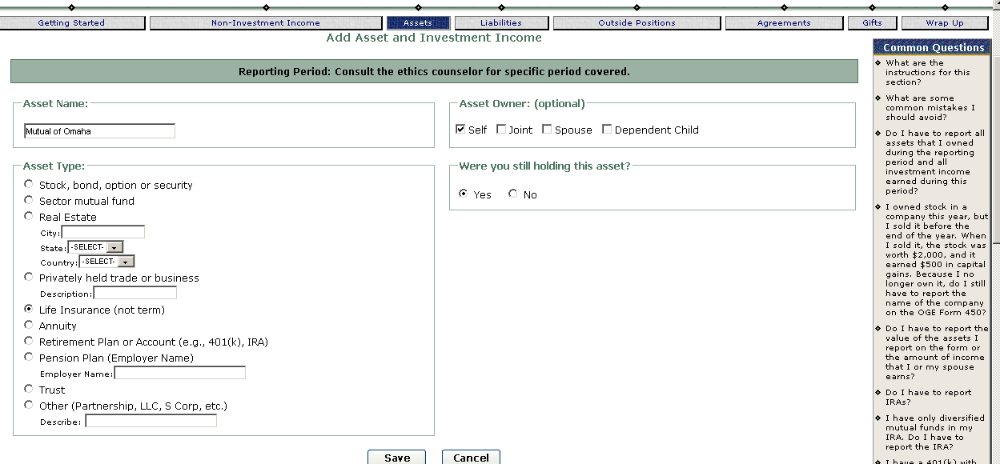 Getting Started
Non-Investment Income
Assets
Liabilities
Outside Positions
Agreements
Gifts
Wrap Up
Add Asset and Investment Income
Reporting Period: Consult the ethics counselor for specific period covered.
Asset Name:
Mutual of Omaha
Asset Owner: (optional)
Self Joint Spouse Dependent Child
Asset Type:
Stock, bond, option or security
Sector mutual fund
Real Estate
City:
State: -SELECT-
Country: -SELECT-
Privately held trade or business
Description:
Life Insurance (not term)
Annuity
Retirement Plan or Account (e.g., 401(k), IRA)
Pension Plan (Employer Name)
Employer Name:
Trust
Other (Partnership, LLC, S Corp, etc.)
Describe:
Were you still holding this asset?
Yes No
Save Cancel
Common Questions
What are the
instructions for this
section?
What are some
common mistakes I
should avoid?
Do I have to report all
assets that I owned
during the reporting
period and all
investment income
earned during this
period?
I owned stock in a
company this year, but
I sold it before the
end of the year. When
I sold it, the stock was
worth $2,000, and it
earned $500 in capital
gains. Because I no
longer own it, do I still
have to report the
name of the company
on the OGE Form 450?
Do I have to report the
value of the assets I
report on the form or
the amount of income
that I or my spouse
earns?
Do I have to report
IRAs?
I have only diversified
mutual funds in my
IRA. Do I have to
report the IRA?
I have a 401(k) with